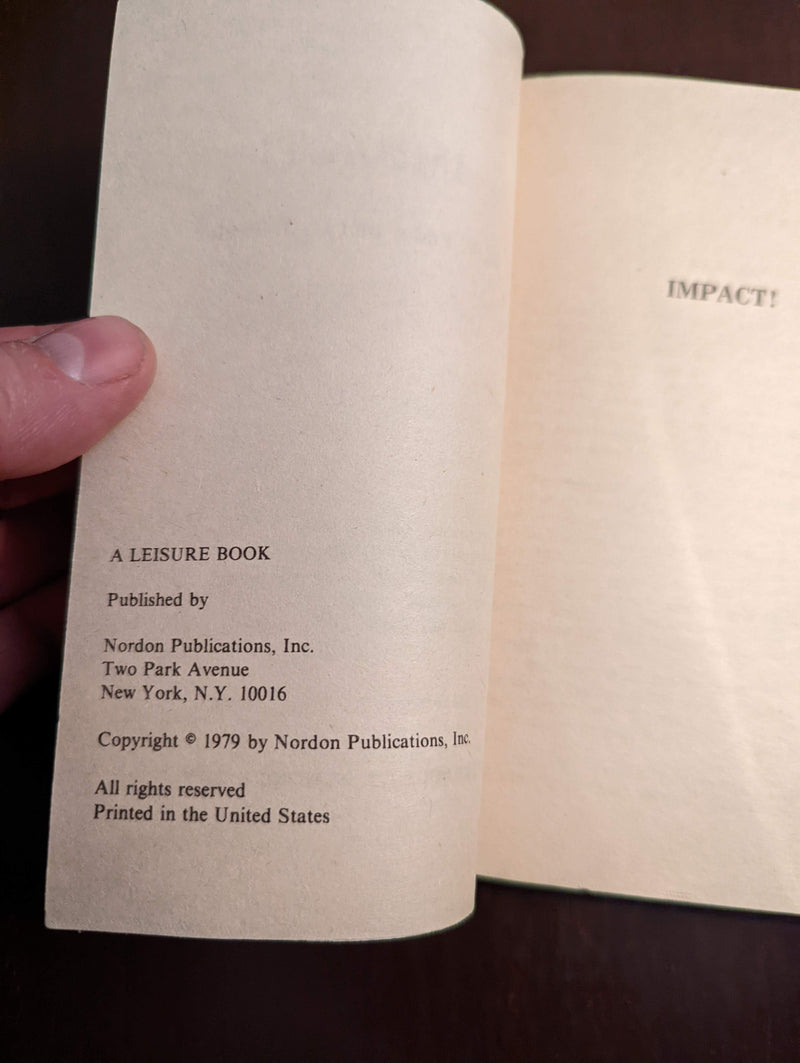 A LEISURE BOOK
Published by
Nordon Publications, Inc.
Two Park Avenue
New York, N.Y. 10016
Copyright © 1979 by Nordon Publications, Inc.
All rights reserved
Printed in the United States
IMPACT!